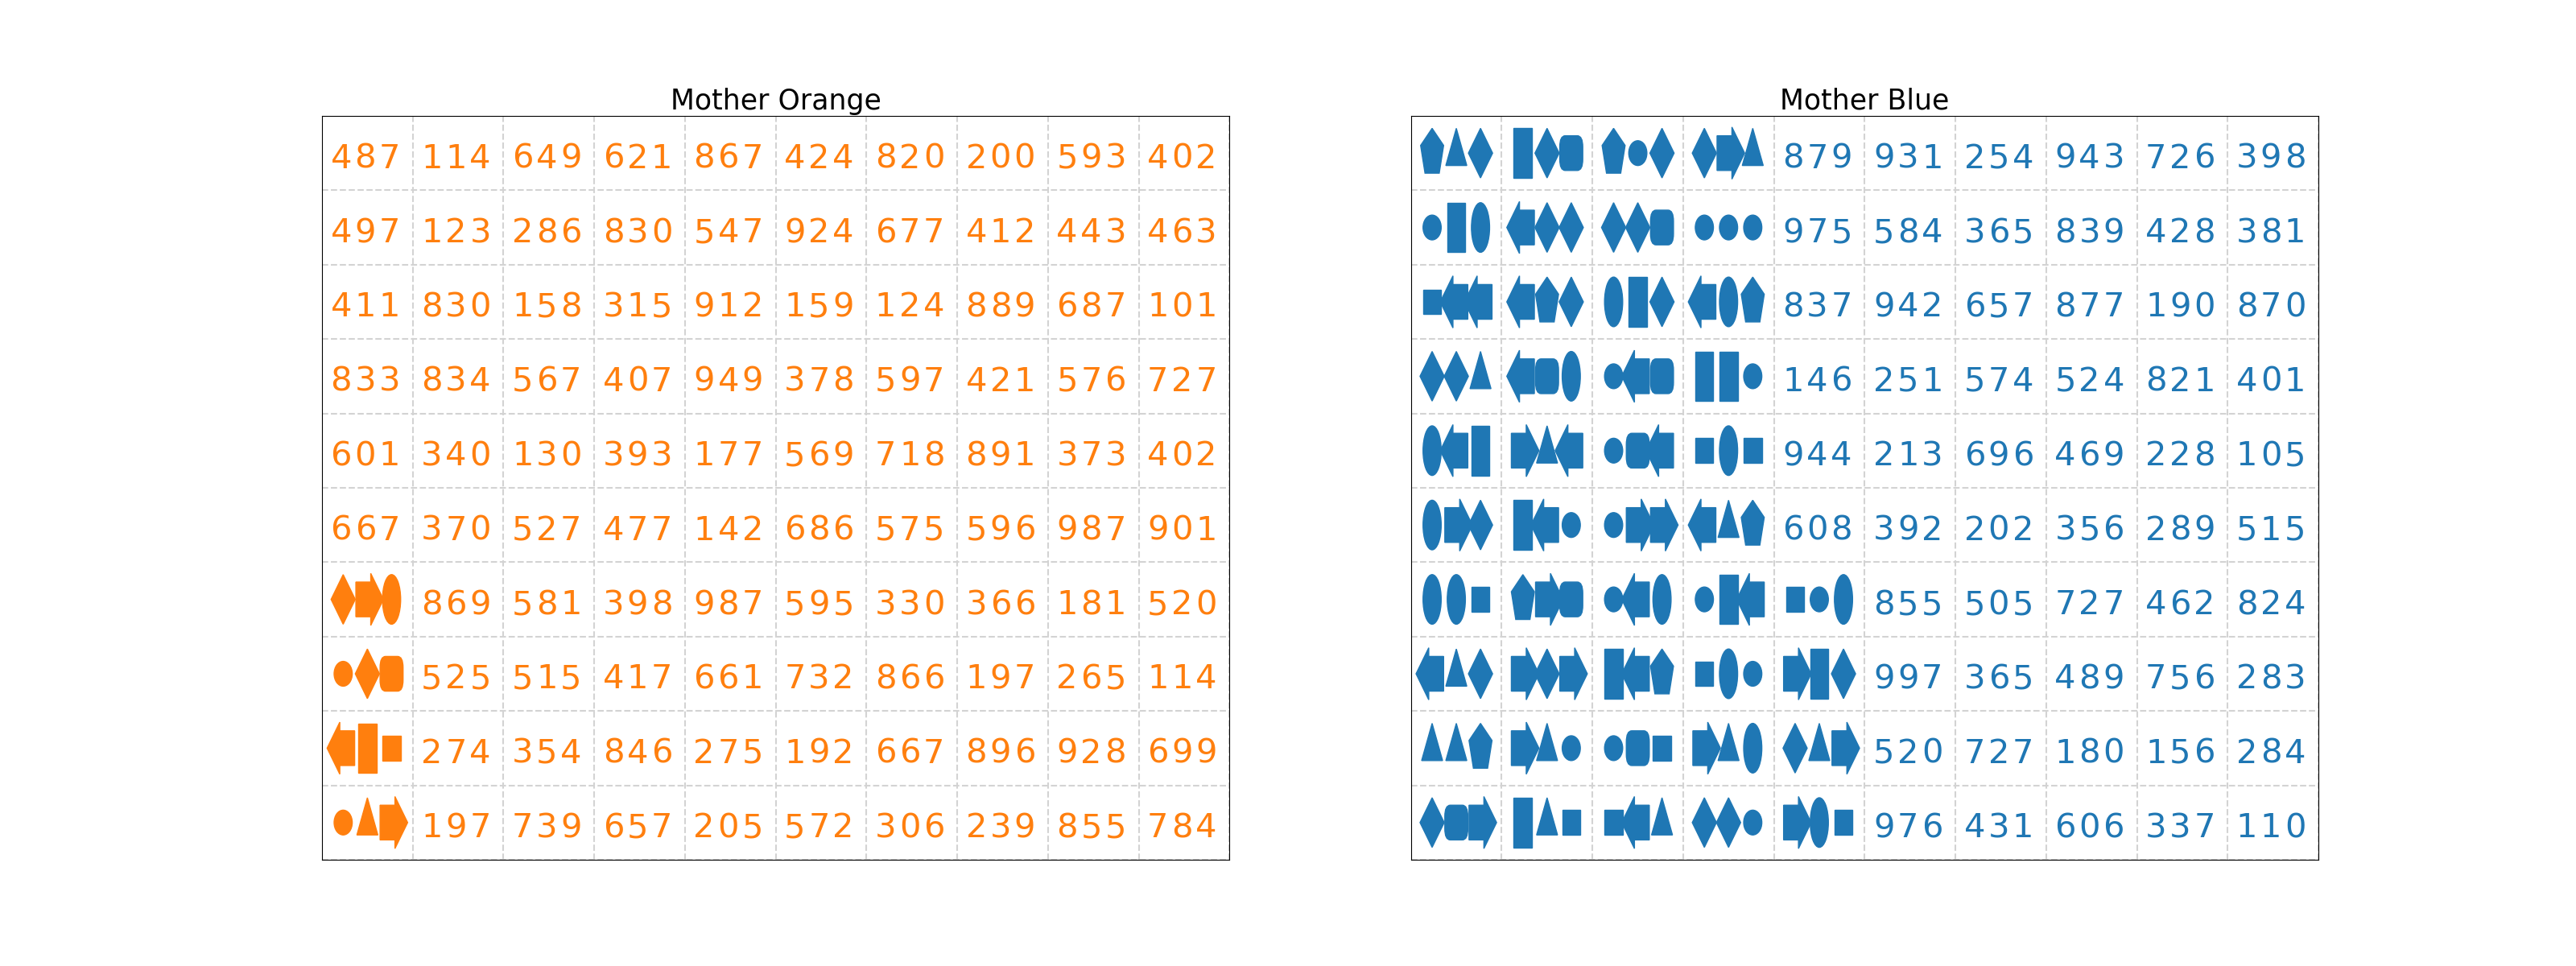 Mother Orange
487 114 649 621 867 424 820 200 593 402
497 123 286 830 547 924 677 412 443 463
411 830 158 315 912 159 124 889 687 101
833 834 567 407 949 378 597 421 576 727
601 340 130 393 177 569 718 891 373 402
667 370 527 477 142 686 575 596 987 901
869 581 398 987 595 330 366 181 520
525 515 417 661 732 866 197 265 114
274 354 846 275 192 667 896 928 699
197 739 657 205 572 306 239 855 784
Mother Blue
879 931 254 943 726 398
975 584 365 839 428 381
837 942 657 877 190 870
146 251 574 524 821 401
944 213 696 469 228 105
608 392 202 356 289 515
855 505 727 462 824
997 365 489 756 283
520 727 180 156 284
976 431 606 337 110